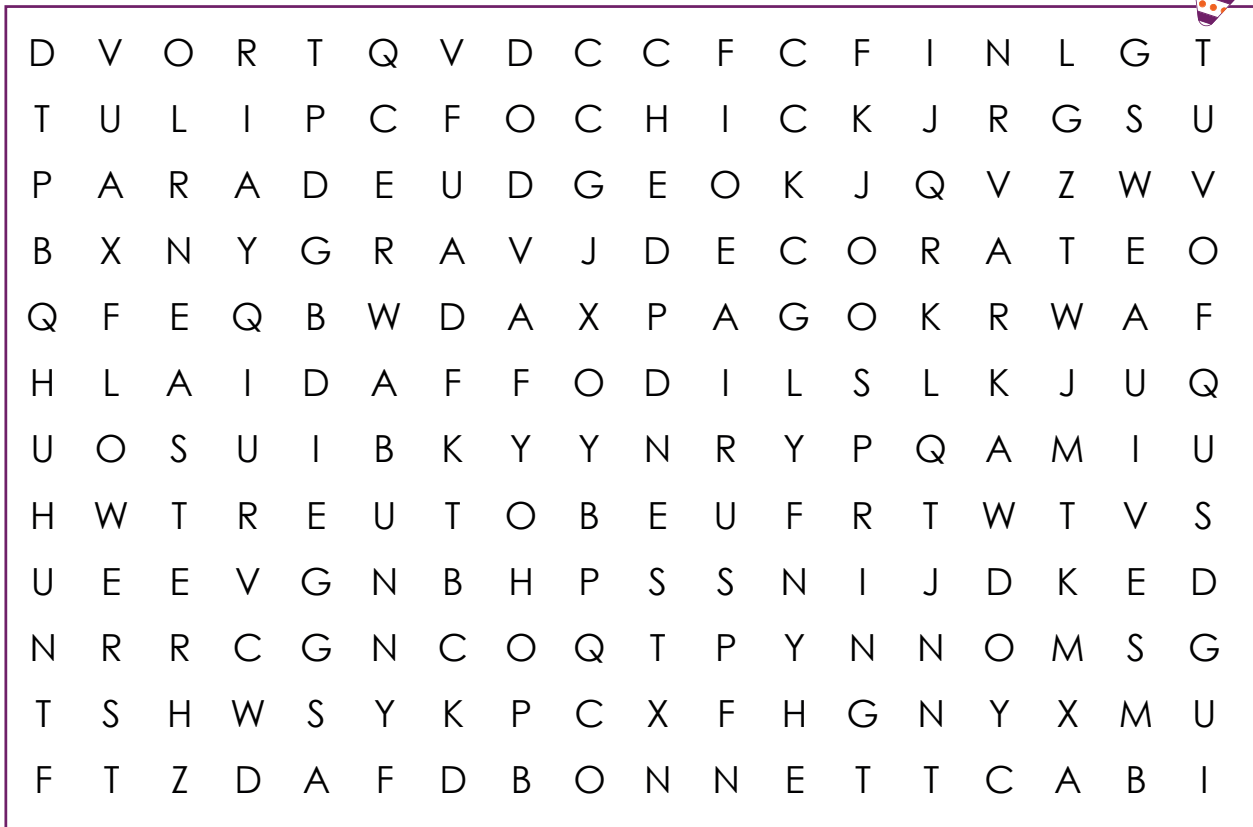 D V O R T Q V D C C F C F I N L G T
T U L I P C F O C H I C K J R G S U
P A R A D E U D G E O K J Q V Z W V
B X N Y G R A V J D E C O R A T E O
Q F E Q B W D A X P A G O K R W A F
H L A I D A F F O D I L S L K J U Q
U O S U I B K Y Y N R Y P Q A M I U
H W T R E U T O B E U F R T W T V S
U E E V G N B H P S S N I J D K E D
N R R C G N C O Q T P Y N N O M S G
T S H W S Y K P C X F H G N Y X M U
F T Z D A F D B O N N E T T C A B I